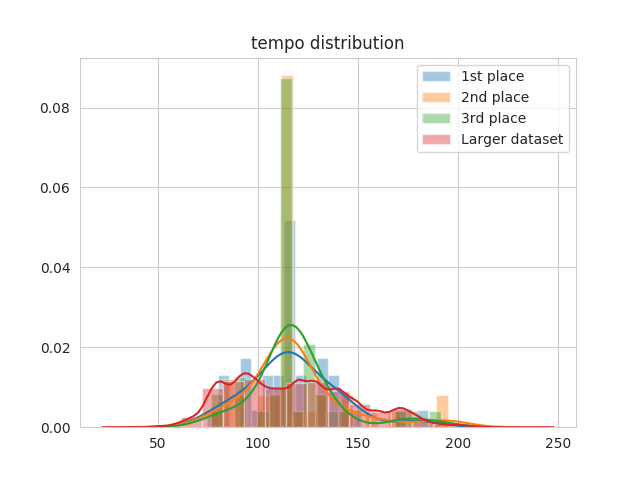 tempo distribution
1st place
2nd place
3rd place
Larger dataset
0.08
0.06
0.04
0.02
0.00
50
100
150
200
250